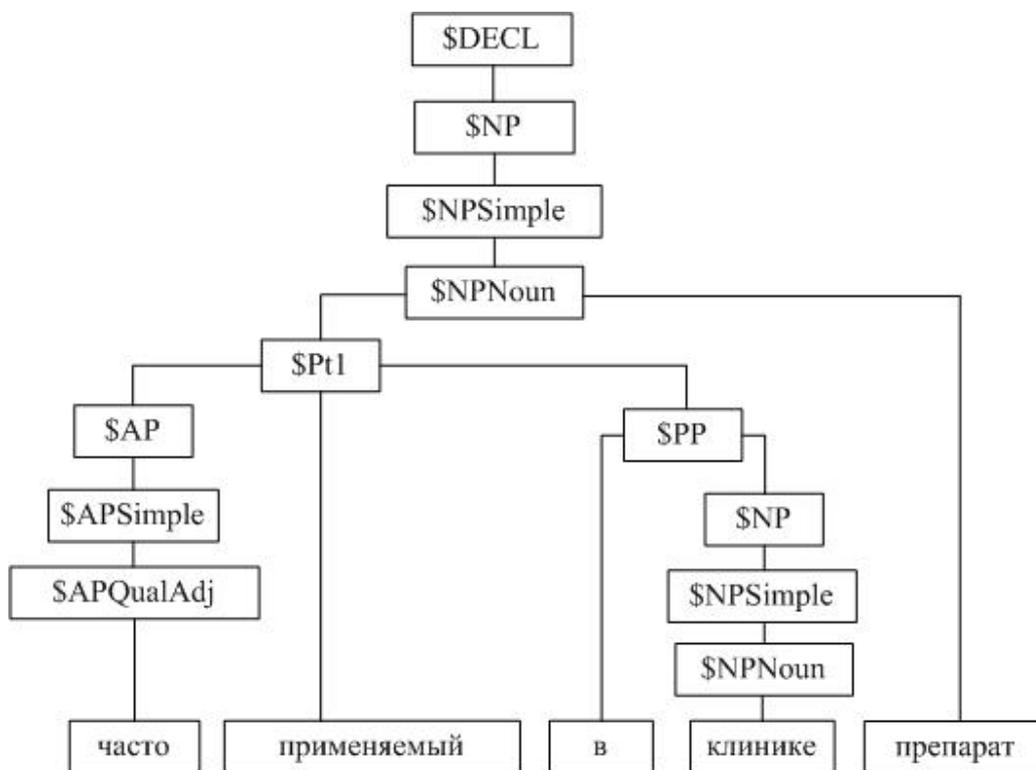 $DECL
$NP
$NPSimple
$NPNoun
$Pt1
$AP
$PP
$APSimple
$NP
$APQualAdj
$NPSimple
$NPNoun
часто применяемый в клинике препарат